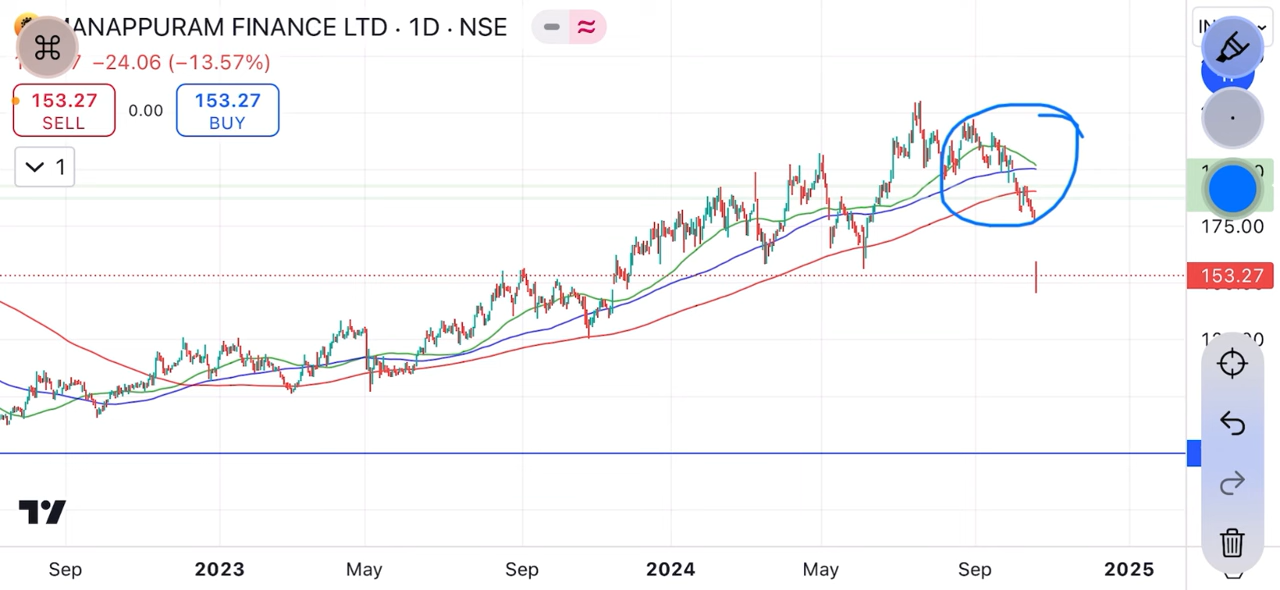 MANAPPURAM FINANCE LTD · 1D · NSE
−24.06 (−13.57%)
153.27 SELL 0.00 153.27 BUY
1
175.00
153.27
Sep 2023 May Sep 2024 May Sep 2025